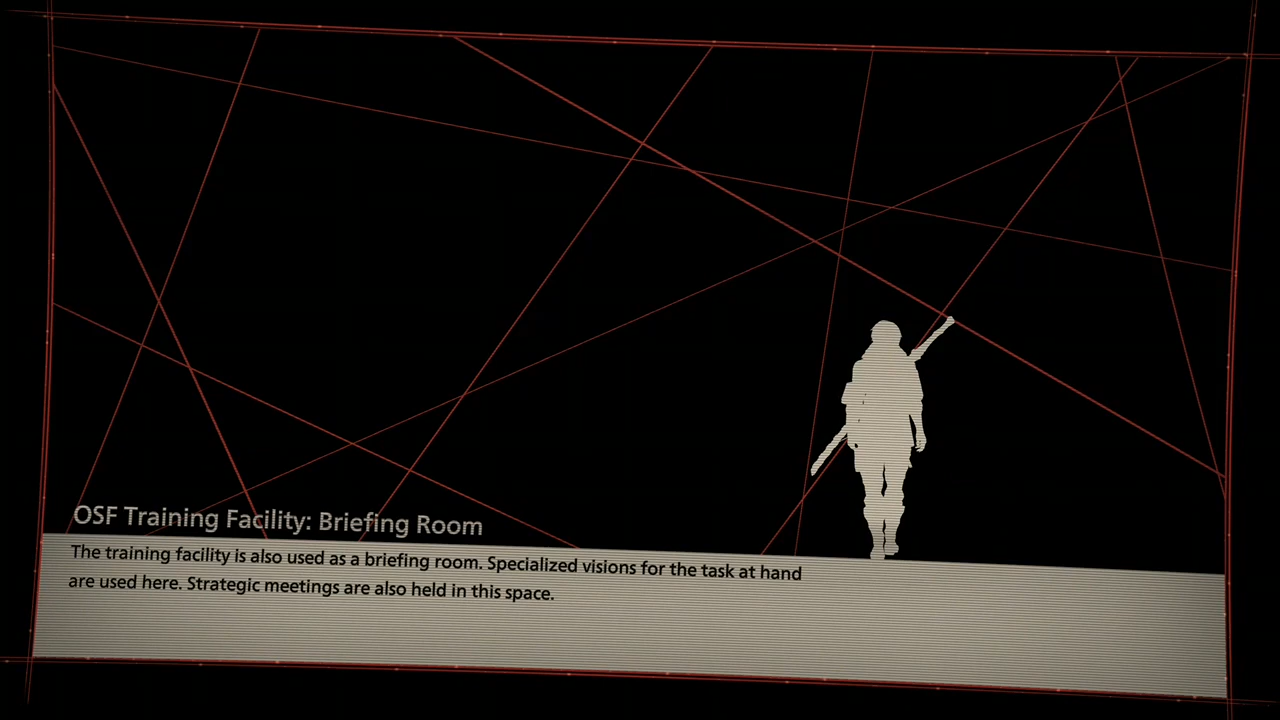 OSF Training Facility: Briefing Room
The training facility is also used as a briefing room. Specialized visions for the task at hand
are used here. Strategic meetings are also held in this space.